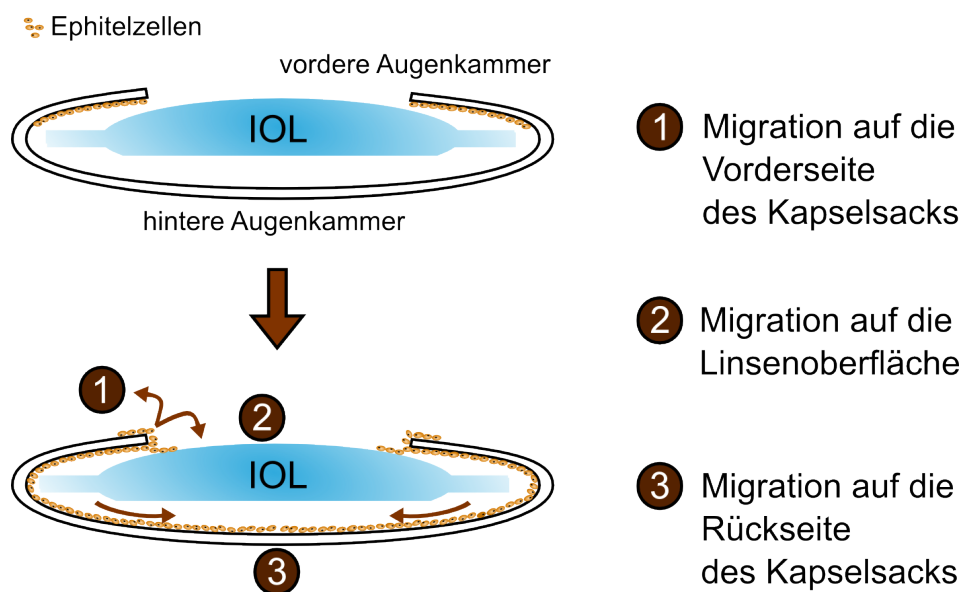 Ephitelzellen
vordere Augenkammer
IOL
hintere Augenkammer
1
2
IOL
3
1 Migration auf die
Vorderseite
des Kapselsacks
2 Migration auf die
Linsenoberfläche
3 Migration auf die
Rückseite
des Kapselsacks